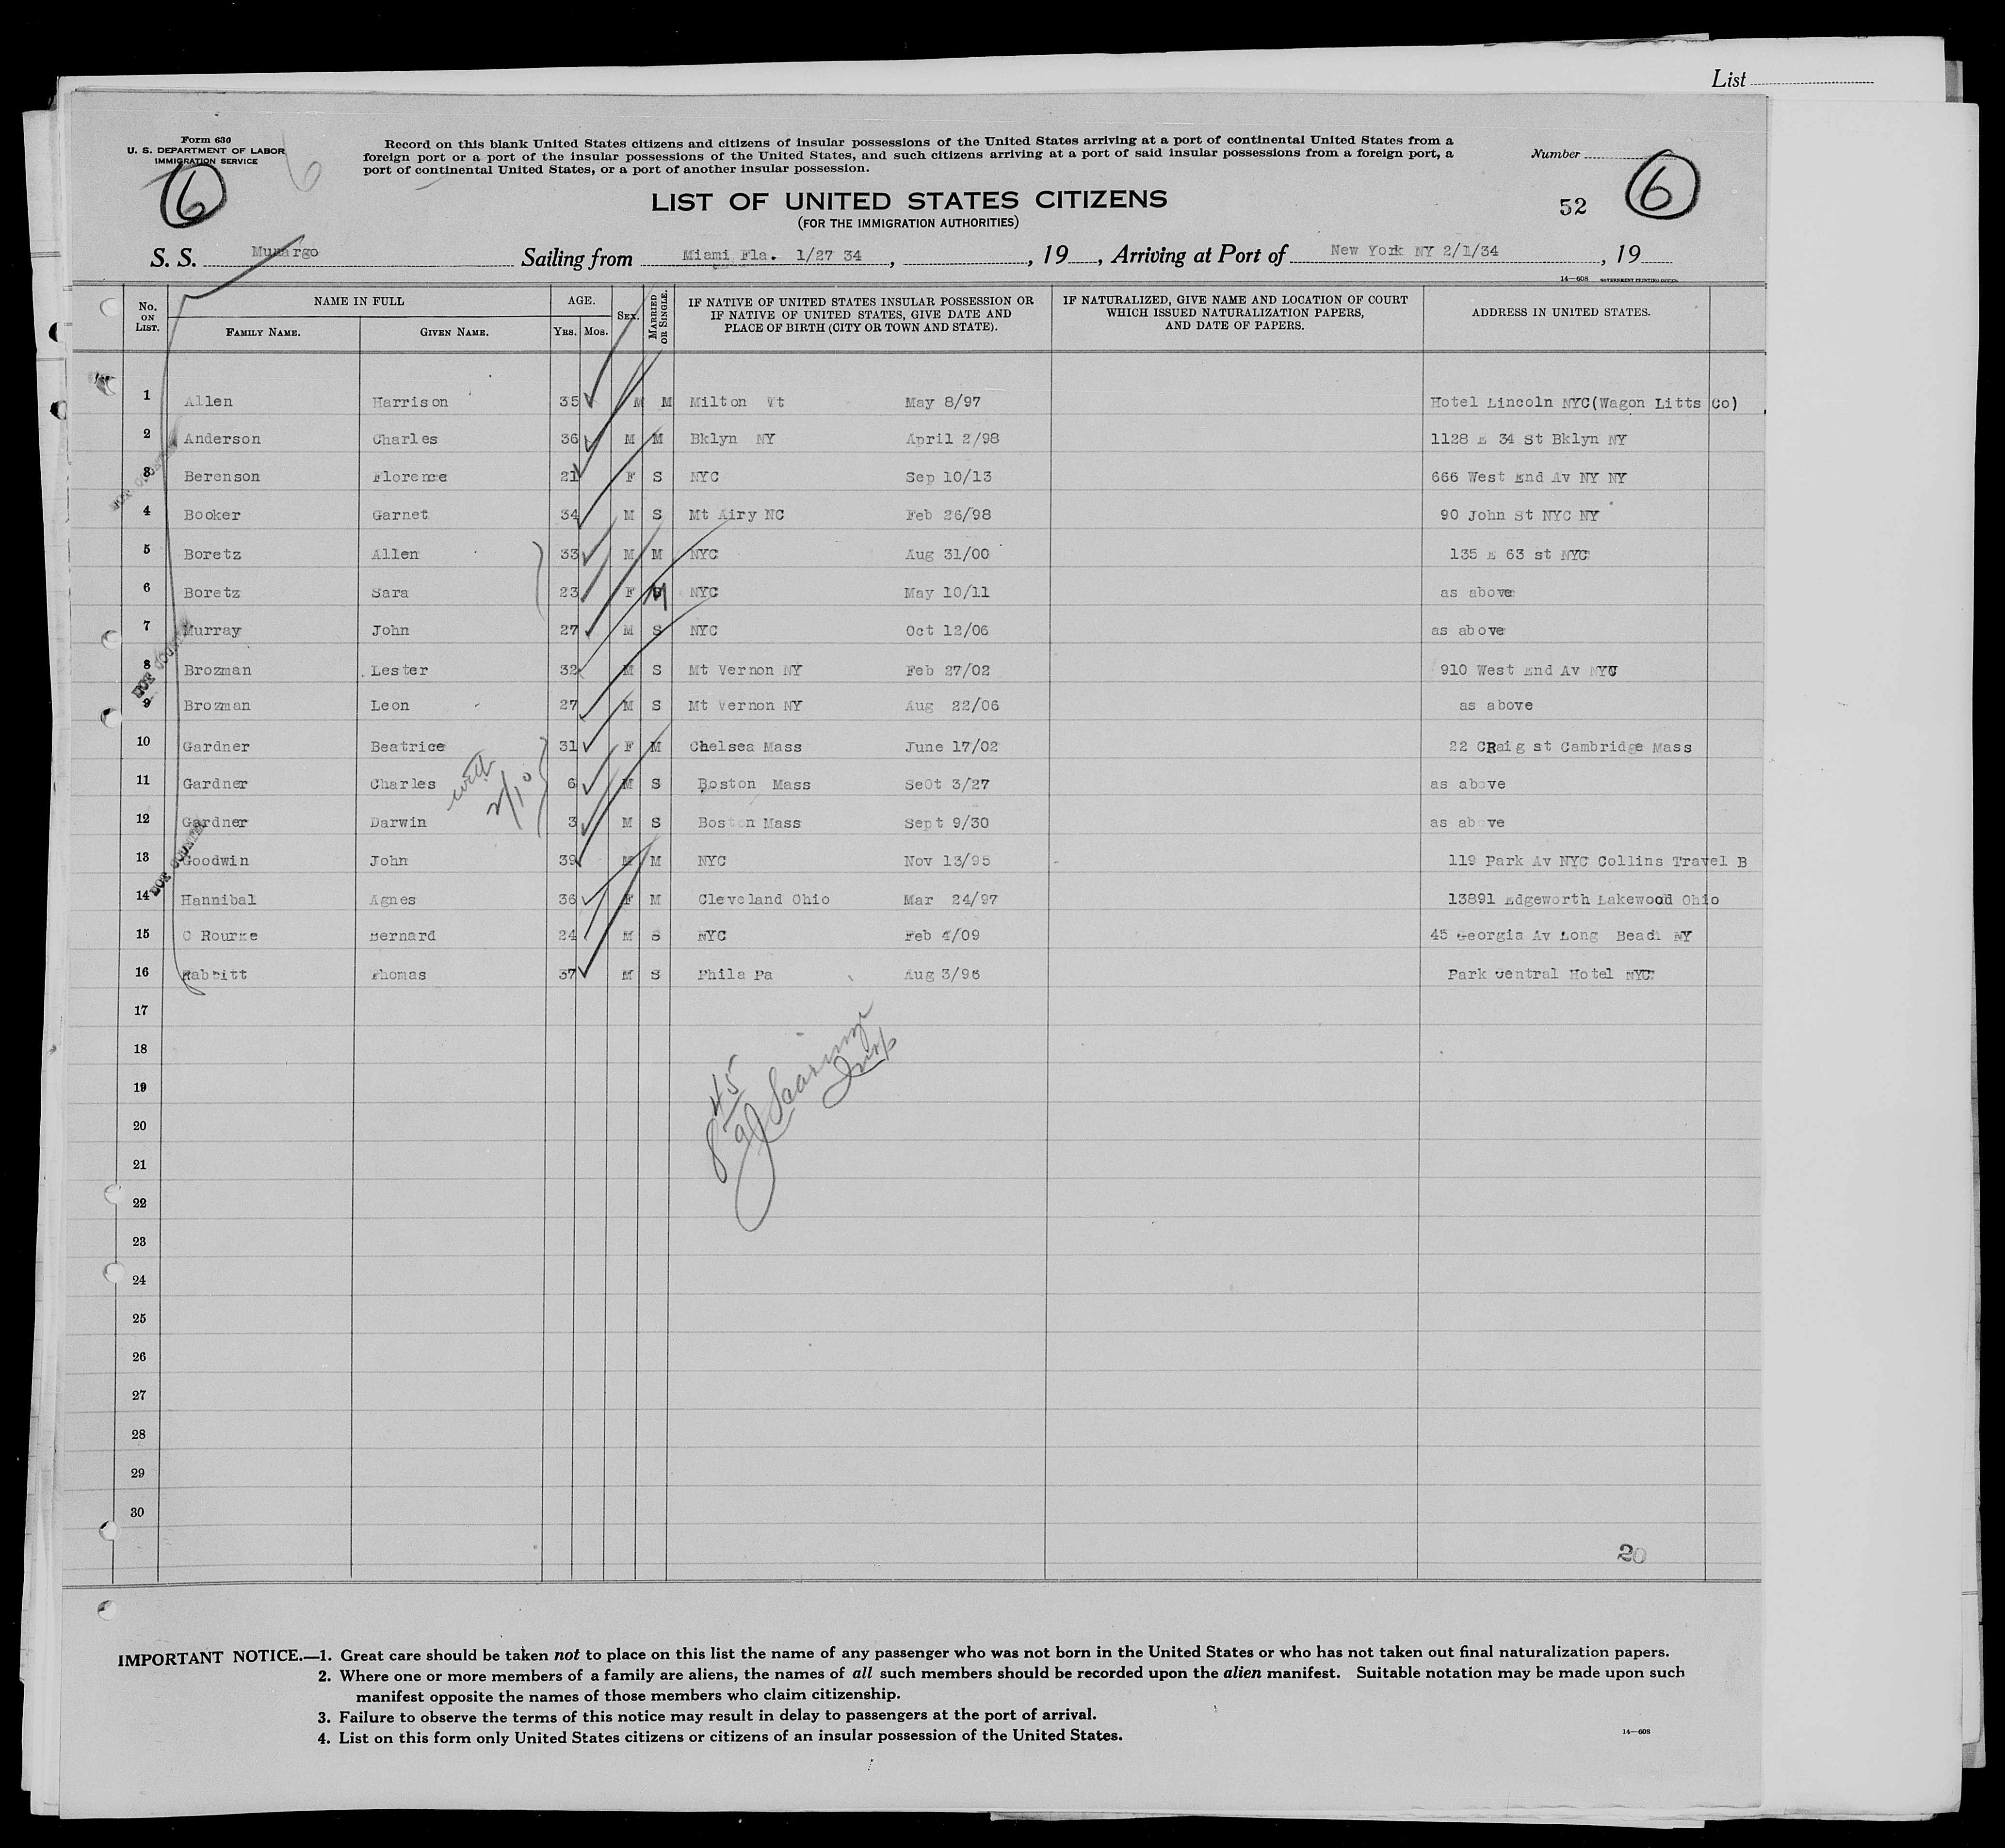 List
Form 630
U. S. DEPARTMENT OF LABOR
IMMIGRATION SERVICE
6
Record on this blank United States citizens and citizens of insular possessions of the United States arriving at a port of continental United States from a
foreign port or a port of the insular possessions of the United States, and such citizens arriving at a port of said insular possessions from a foreign port, a
port of continental United States, or a port of another insular possession.
Number
6
6
LIST OF UNITED STATES CITIZENS
(FOR THE IMMIGRATION AUTHORITIES)
52
S. S. Munargo Sailing from Miami Fla. 1/27 34, , 19 , Arriving at Port of New York NY 2/1/34 , 19
14—608 GOVERNMENT PRINTING OFFICE
No. ON LIST. NAME IN FULL AGE. SEX. MARRIED OR SINGLE. IF NATIVE OF UNITED STATES INSULAR POSSESSION OR IF NATIVE OF UNITED STATES, GIVE DATE AND PLACE OF BIRTH (CITY OR TOWN AND STATE). IF NATURALIZED, GIVE NAME AND LOCATION OF COURT WHICH ISSUED NATURALIZATION PAPERS, AND DATE OF PAPERS. ADDRESS IN UNITED STATES.
FAMILY NAME. GIVEN NAME. YRS. MOS.
1 Allen Harrison 35 M M Milton Vt May 8/97 Hotel Lincoln NYC(Wagon Litts Co)
2 Anderson Charles 36 M M Bklyn NY April 2/98 1128 E 34 St Bklyn NY
3 Berenson Florence 21 F S NYC Sep 10/13 666 West End Av NY NY
4 Booker Garnet 34 M S Mt Airy NC Feb 26/98 90 John St NYC NY
5 Boretz Allen 33 M M NYC Aug 31/00 135 E 63 st NYC
6 Boretz Sara 23 F M NYC May 10/11 as above
7 Murray John 27 M S NYC Oct 12/06 as above
8 Brozman Lester 32 M S Mt Vernon NY Feb 27/02 910 West End Av NYC
9 Brozman Leon 27 M S Mt Vernon NY Aug 22/06 as above
10 Gardner Beatrice 31 F M Chelsea Mass June 17/02 22 CRaig st Cambridge Mass
11 Gardner Charles 6 M S Boston Mass Se0t 3/27 as above
12 Gardner Darwin 3 M S Boston Mass Sept 9/30 as above
13 Goodwin John 39 M M NYC Nov 13/95 119 Park Av NYC Collins Travel B
14 Hannibal Agnes 36 F M Cleveland Ohio Mar 24/97 13891 Edgeworth Lakewood Ohio
15 O Rourke Bernard 24 M S NYC Feb 4/09 45 Georgia Av Long Beach NY
16 Rabbitt Thomas 37 M S Phila Pa Aug 3/96 Park Central Hotel NYC
with
2/10
17
18
19
20
21
22
23
24
25
26
27
28
29
30
20
IMPORTANT NOTICE.—1. Great care should be taken not to place on this list the name of any passenger who was not born in the United States or who has not taken out final naturalization papers.
2. Where one or more members of a family are aliens, the names of all such members should be recorded upon the alien manifest. Suitable notation may be made upon such
manifest opposite the names of those members who claim citizenship.
3. Failure to observe the terms of this notice may result in delay to passengers at the port of arrival.
4. List on this form only United States citizens or citizens of an insular possession of the United States.
14—608